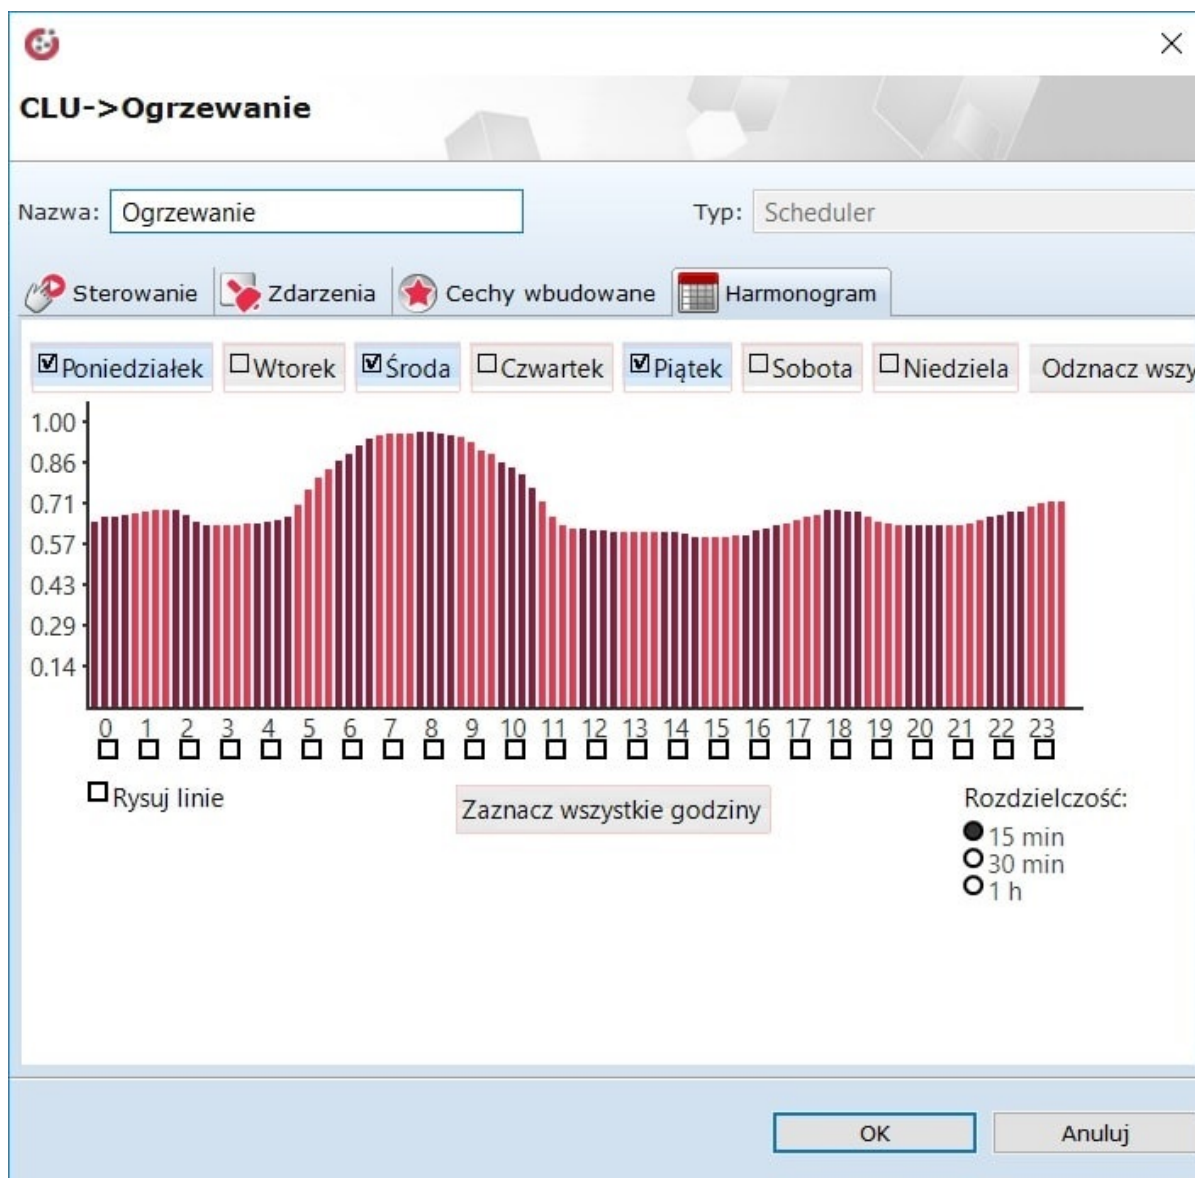 CLU->Ogrzewanie
Nazwa: Ogrzewanie Typ: Scheduler
Sterowanie Zdarzenia Cechy wbudowane Harmonogram
Poniedziałek Wtorek Środa Czwartek Piątek Sobota Niedziela Odznacz wszy
1.00
0.86
0.71
0.57
0.43
0.29
0.14
0 1 2 3 4 5 6 7 8 9 10 11 12 13 14 15 16 17 18 19 20 21 22 23
Rysuj linie Zaznacz wszystkie godziny Rozdzielczość:
15 min
30 min
1 h
OK Anuluj